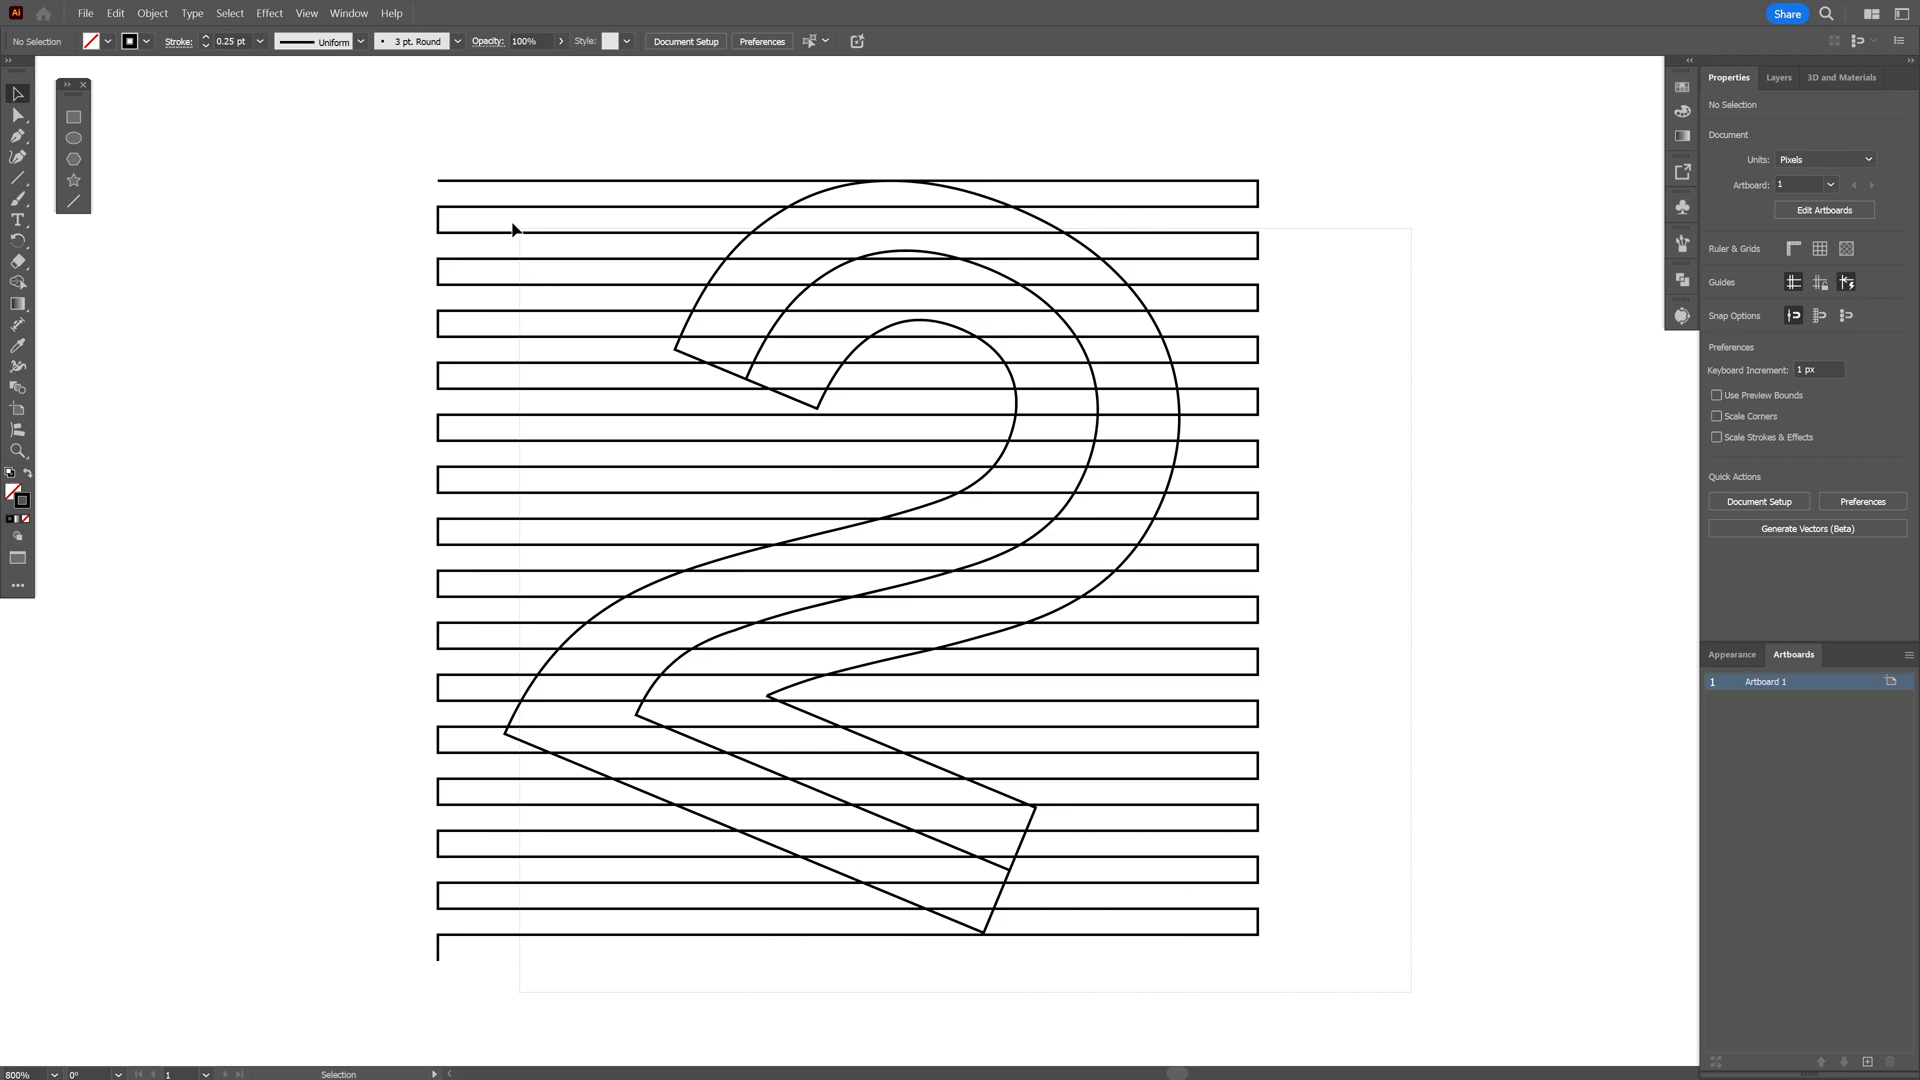 Ai File Edit Object Type Select Effect View Window Help Share
No Selection Stroke: 0.25 pt Uniform 3 pt. Round Opacity: 100% Style: Document Setup Preferences
Properties Layers 3D and Materials
No Selection
Document
Units: Pixels
Artboard: 1
Edit Artboards
Ruler & Grids
Guides
Snap Options
Preferences
Keyboard Increment: 1 px
Use Preview Bounds
Scale Corners
Scale Strokes & Effects
Quick Actions
Document Setup Preferences
Generate Vectors (Beta)
Appearance Artboards
1 Artboard 1
800% 0° 1 Selection